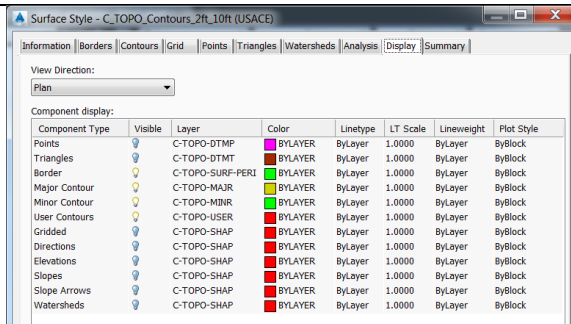 Surface Style - C_TOPO_Contours_2ft_10ft (USACE)
Information Borders Contours Grid Points Triangles Watersheds Analysis Display Summary
View Direction:
Plan
Component display:
Component Type Visible Layer Color Linetype LT Scale Lineweight Plot Style
Points C-TOPO-DTMP BYLAYER ByLayer 1.0000 ByLayer ByBlock
Triangles C-TOPO-DTMT BYLAYER ByLayer 1.0000 ByLayer ByBlock
Border C-TOPO-SURF-PERI BYLAYER ByLayer 1.0000 ByLayer ByBlock
Major Contour C-TOPO-MAJR BYLAYER ByLayer 1.0000 ByLayer ByBlock
Minor Contour C-TOPO-MINR BYLAYER ByLayer 1.0000 ByLayer ByBlock
User Contours C-TOPO-USER BYLAYER ByLayer 1.0000 ByLayer ByBlock
Gridded C-TOPO-SHAP BYLAYER ByLayer 1.0000 ByLayer ByBlock
Directions C-TOPO-SHAP BYLAYER ByLayer 1.0000 ByLayer ByBlock
Elevations C-TOPO-SHAP BYLAYER ByLayer 1.0000 ByLayer ByBlock
Slopes C-TOPO-SHAP BYLAYER ByLayer 1.0000 ByLayer ByBlock
Slope Arrows C-TOPO-SHAP BYLAYER ByLayer 1.0000 ByLayer ByBlock
Watersheds C-TOPO-SHAP BYLAYER ByLayer 1.0000 ByLayer ByBlock